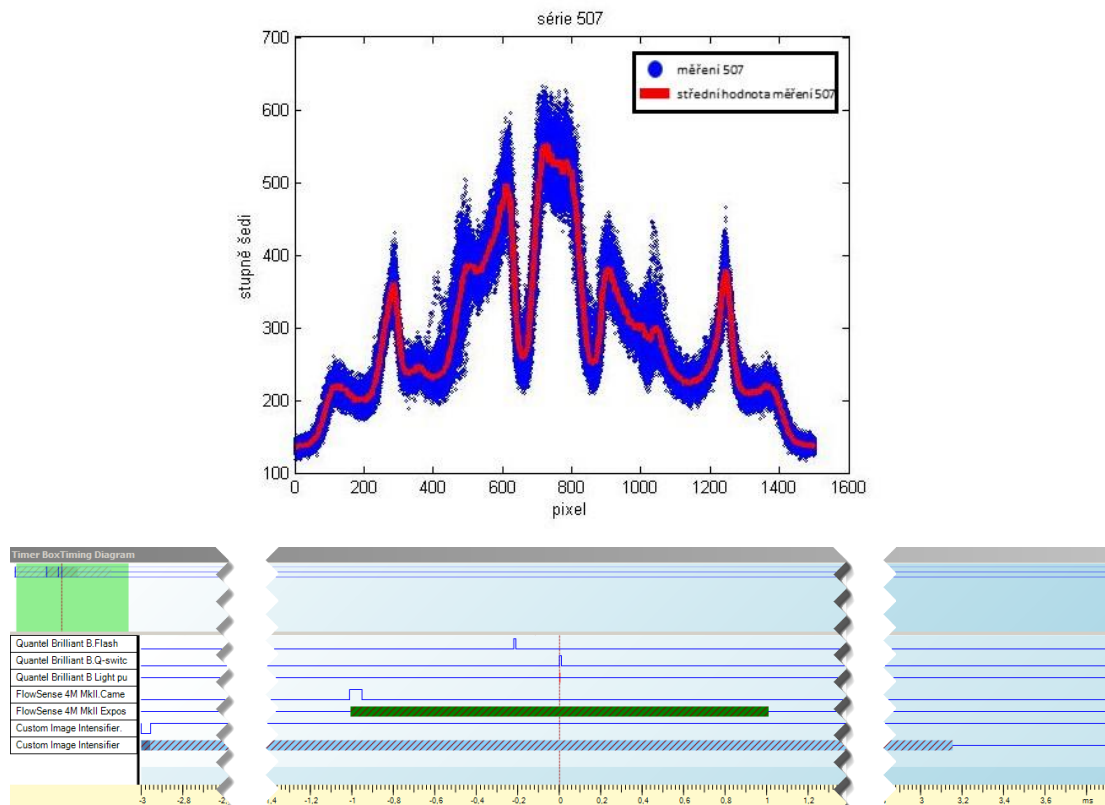 série 507
700
600
500
400
300
200
100
stupně šedi
měření 507
střední hodnota měření 507
0 200 400 600 800 1000 1200 1400 1600
pixel
Timer BoxTiming Diagram
Quantel Brilliant B.Flash
Quantel Brilliant B.Q-switc
Quantel Brilliant B Light pu
FlowSense 4M MkII.Came
FlowSense 4M MkII Expos
Custom Image Intensifier.
Custom Image Intensifier
-3 -2,8 -2, ,4 -1,2 -1 -0,8 -0,6 -0,4 -0,2 0 0,2 0,4 0,6 0,8 1 1,2 3 3,2 3,4 3,6 ms